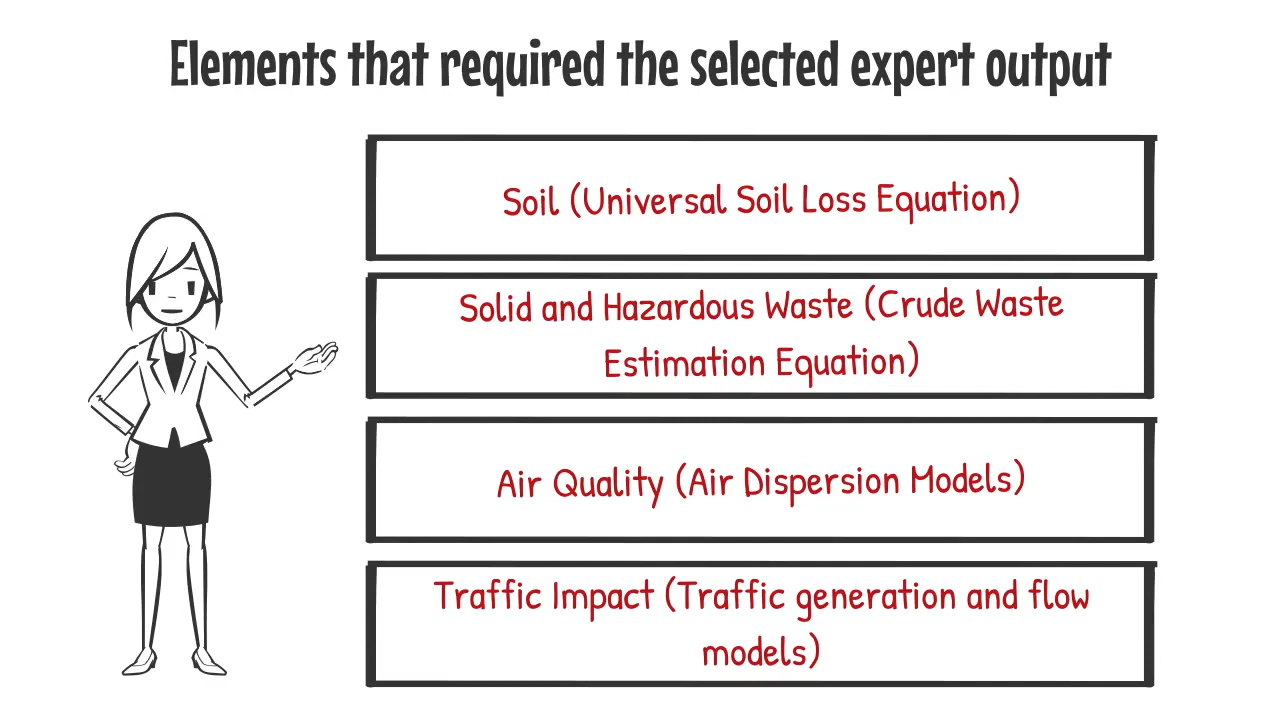 Elements that required the selected expert output
Soil (Universal Soil Loss Equation)
Solid and Hazardous Waste (Crude Waste
Estimation Equation)
Air Quality (Air Dispersion Models)
Traffic Impact (Traffic generation and flow
models)